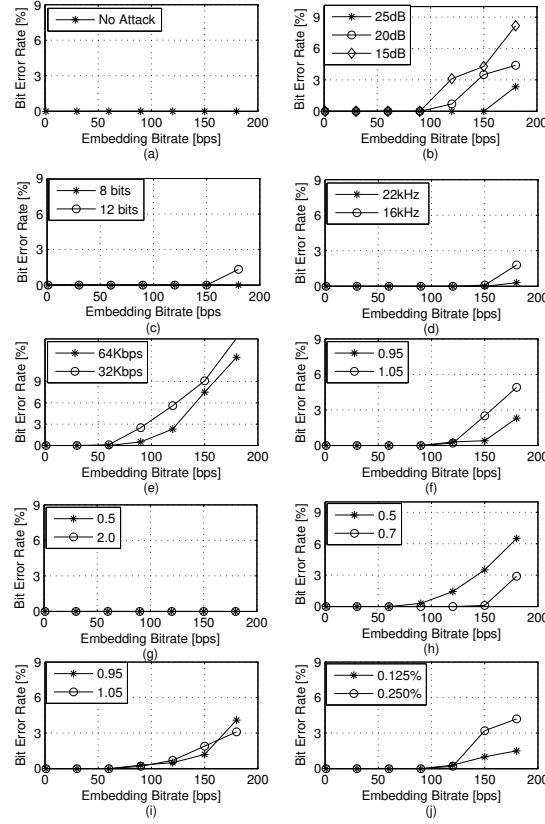 Bit Error Rate [%]
9
6
3
0
No Attack
0 50 100 150 200
Embedding Bitrate [bps]
(a)
Bit Error Rate [%]
9
6
3
0
25dB
20dB
15dB
0 50 100 150 200
Embedding Bitrate [bps]
(b)
Bit Error Rate [%]
9
6
3
0
8 bits
12 bits
0 50 100 150 200
Embedding Bitrate [bps
(c)
Bit Error Rate [%]
9
6
3
0
22kHz
16kHz
0 50 100 150 200
Embedding Bitrate [bps]
(d)
Bit Error Rate [%]
9
6
3
0
64Kbps
32Kbps
0 50 100 150 200
Embedding Bitrate [bps]
(e)
Bit Error Rate [%]
9
6
3
0
0.95
1.05
0 50 100 150 200
Embedding Bitrate [bps]
(f)
Bit Error Rate [%]
9
6
3
0
0.5
2.0
0 50 100 150 200
Embedding Bitrate [bps]
(g)
Bit Error Rate [%]
9
6
3
0
0.5
0.7
0 50 100 150 200
Embedding Bitrate [bps]
(h)
Bit Error Rate [%]
9
6
3
0
0.95
1.05
0 50 100 150 200
Embedding Bitrate [bps]
(i)
Bit Error Rate [%]
9
6
3
0
0.125%
0.250%
0 50 100 150 200
Embedding Bitrate [bps]
(j)